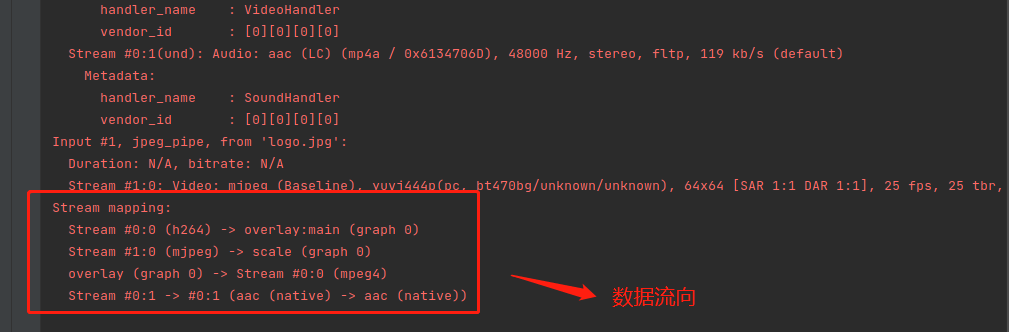 handler_name    : VideoHandler
vendor_id       : [0][0][0][0]
Stream #0:1(und): Audio: aac (LC) (mp4a / 0x6134706D), 48000 Hz, stereo, fltp, 119 kb/s (default)
Metadata:
handler_name    : SoundHandler
vendor_id       : [0][0][0][0]
Input #1, jpeg_pipe, from 'logo.jpg':
Duration: N/A, bitrate: N/A
Stream #1:0: Video: mjpeg (Baseline), yuvj444p(pc, bt470bg/unknown/unknown), 64x64 [SAR 1:1 DAR 1:1], 25 fps, 25 tbr,
Stream mapping:
Stream #0:0 (h264) -> overlay:main (graph 0)
Stream #1:0 (mjpeg) -> scale (graph 0)
overlay (graph 0) -> Stream #0:0 (mpeg4)
Stream #0:1 -> #0:1 (aac (native) -> aac (native))
数据流向